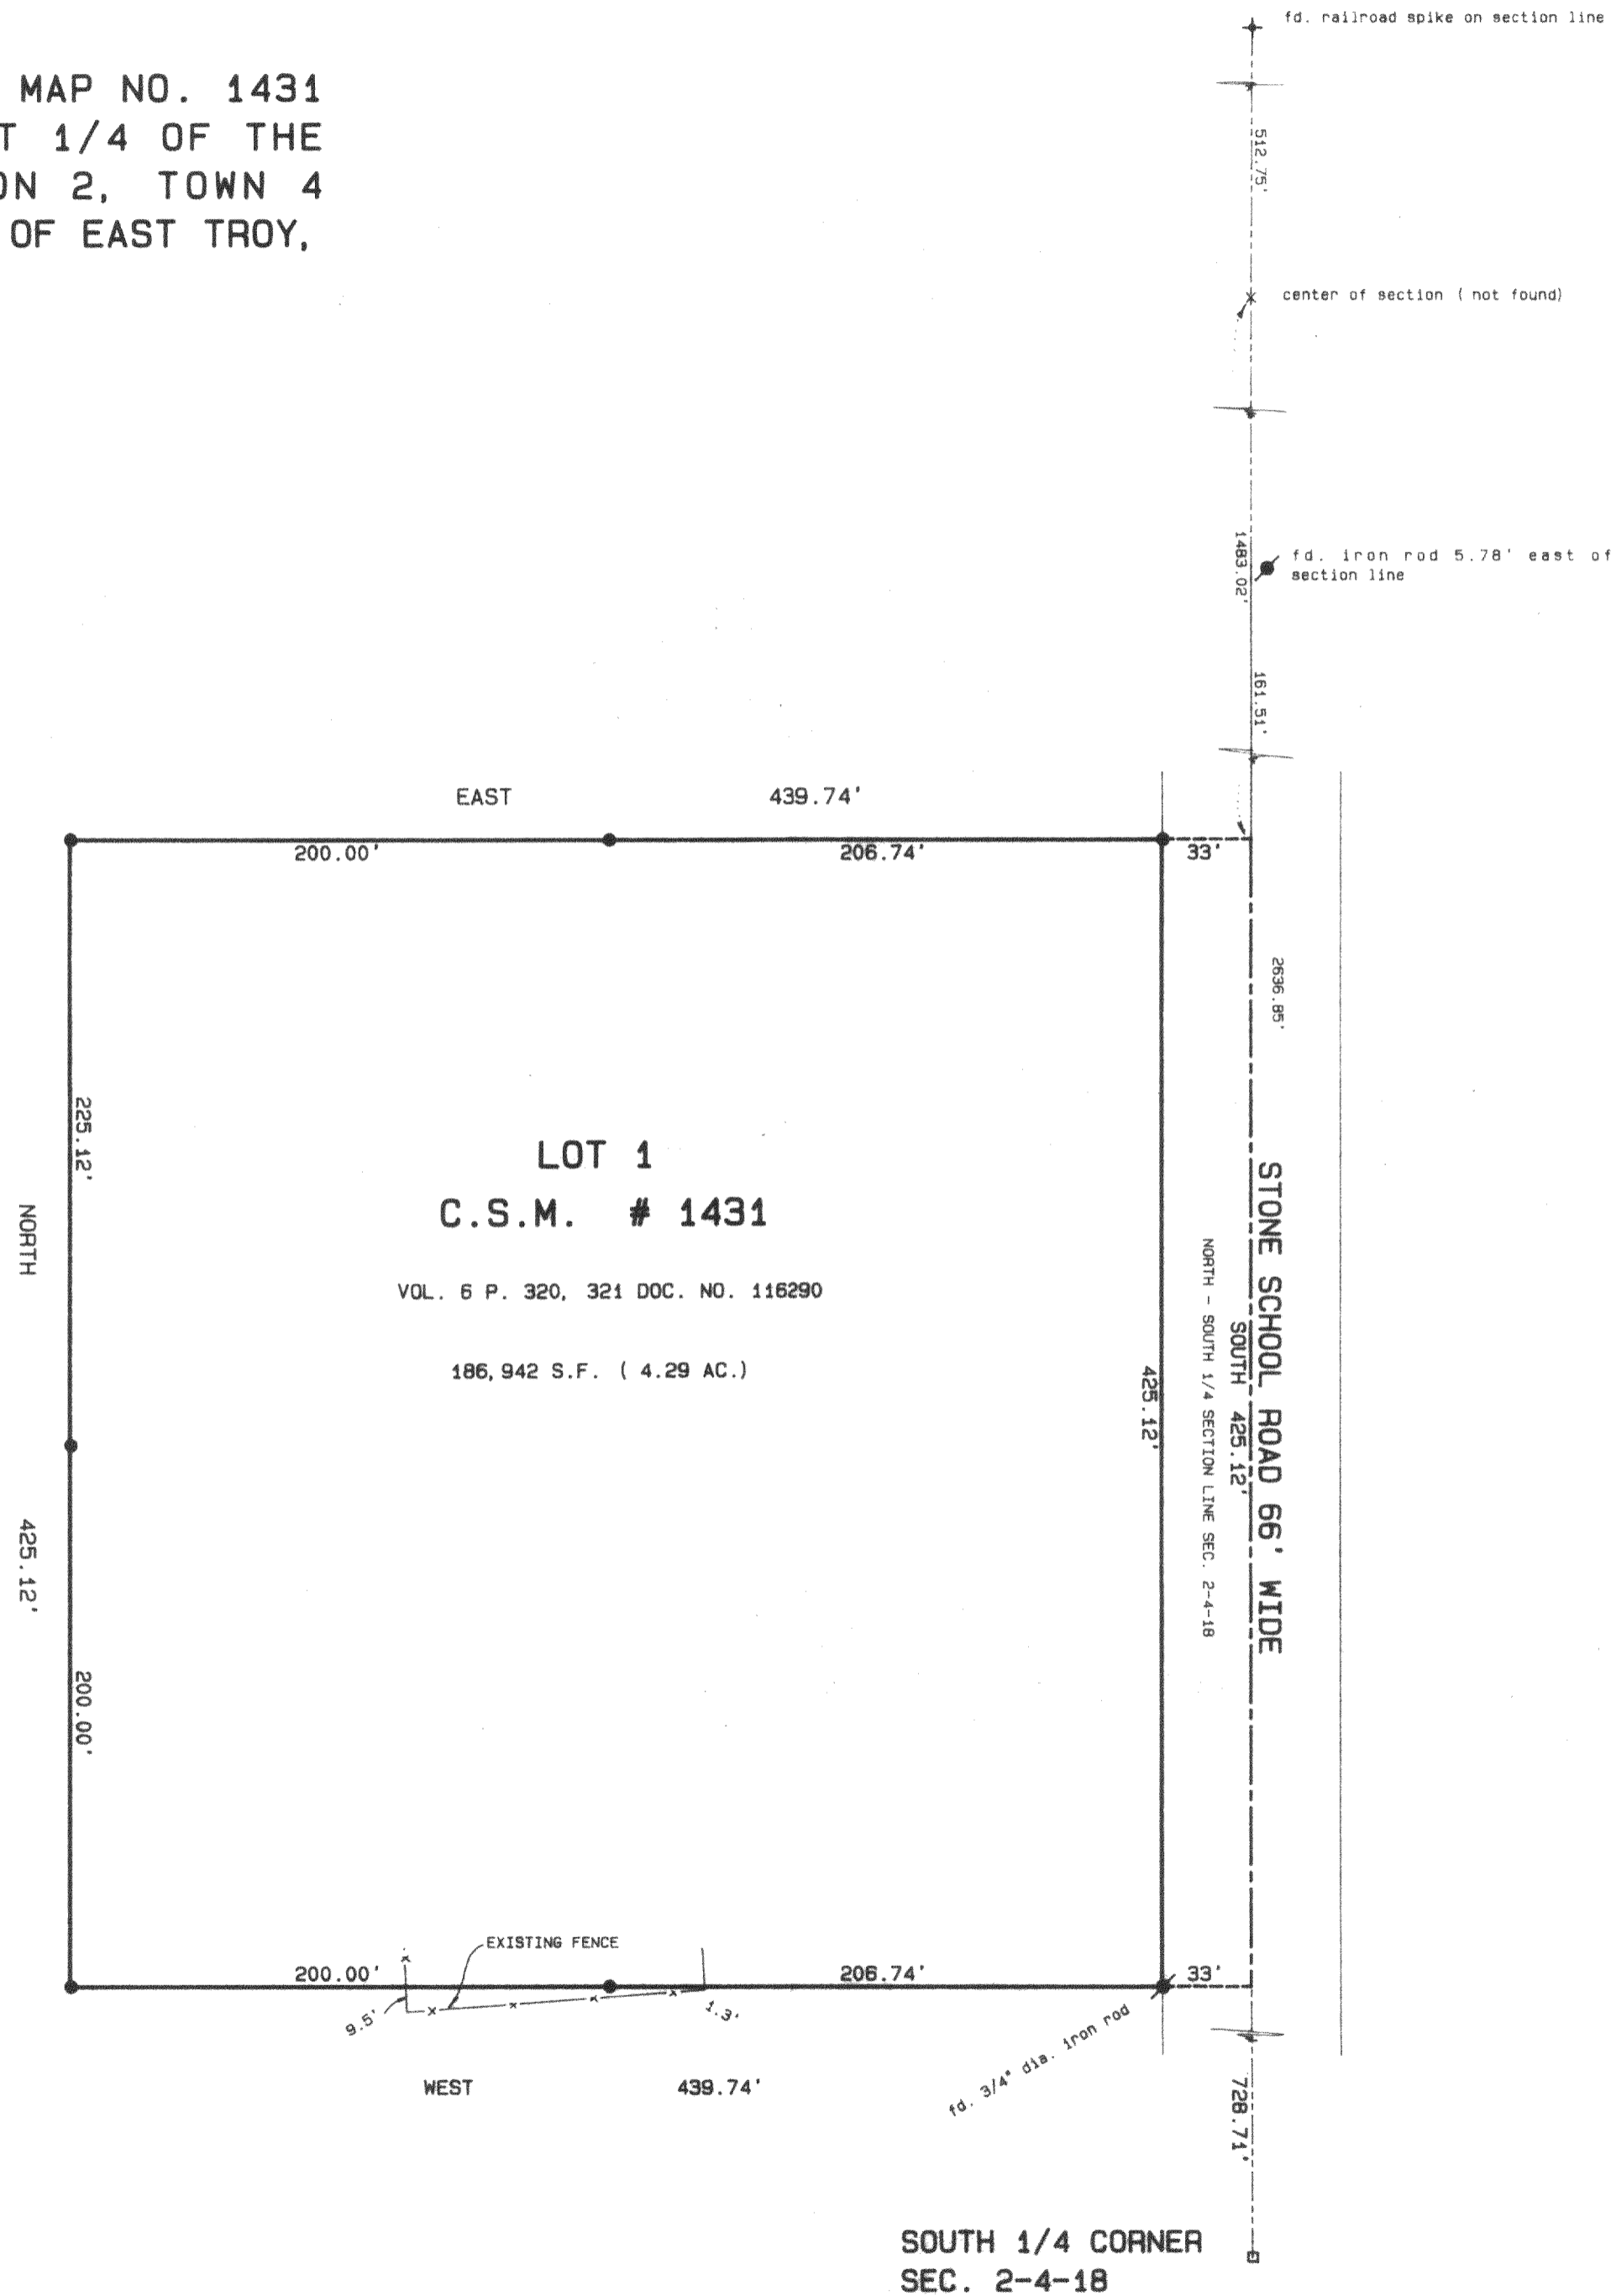 fd. railroad spike on section line
MAP NO. 1431
T 1/4 OF THE
ON 2, TOWN 4
OF EAST TROY,
512.75'
center of section ( not found)
1483.02'
fd. iron rod 5.78' east of
section line
161.51'
EAST 439.74'
200.00' 206.74' 33'
2636.85'
225.12'
LOT 1
C.S.M. # 1431
VOL. 6 P. 320, 321 DOC. NO. 116290
186,942 S.F. ( 4.29 AC.)
NORTH 425.12'
425.12'
NORTH - SOUTH 1/4 SECTION LINE SEC. 2-4-18
SOUTH 425.12'
STONE SCHOOL ROAD 66' WIDE
200.00'
EXISTING FENCE
200.00' 206.74' 33'
9.5'
1.3'
fd. 3/4" dia. iron rod
WEST 439.74'
728.71'
SOUTH 1/4 CORNER
SEC. 2-4-18